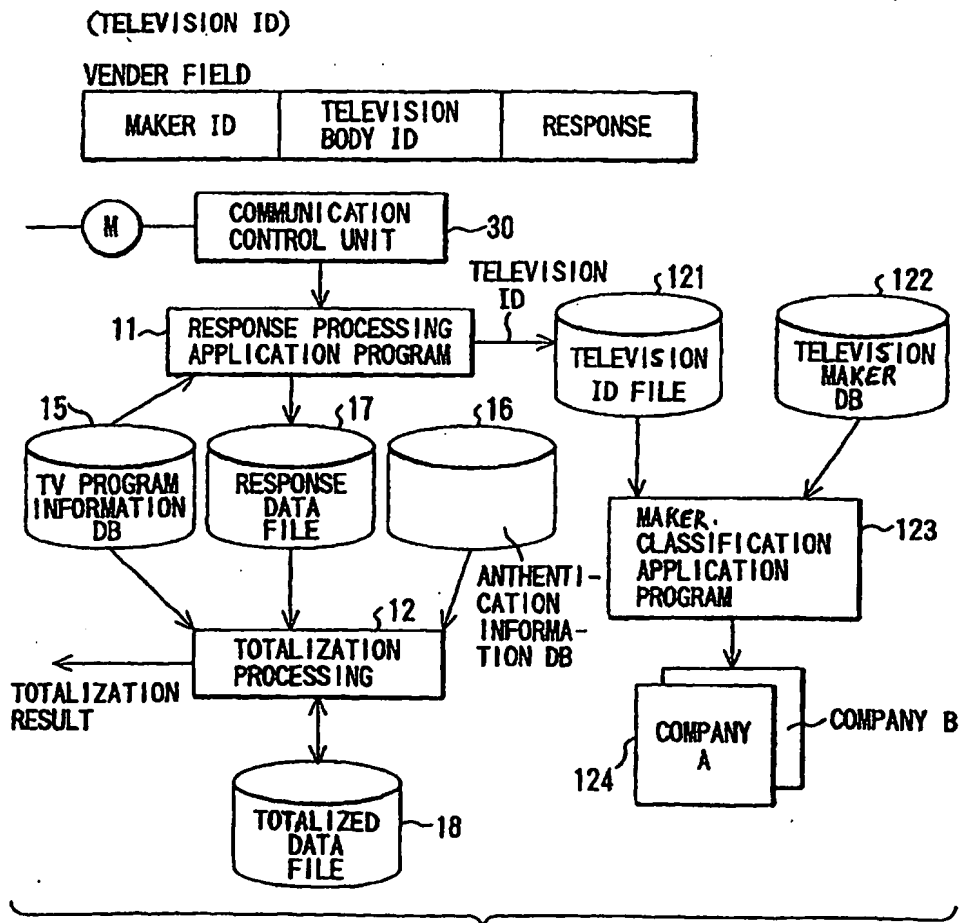 (TELEVISION ID)
VENDER FIELD
MAKER ID
TELEVISION
BODY ID
RESPONSE
M
COMMUNICATION
CONTROL UNIT
30
TELEVISION
ID
121
122
11
RESPONSE PROCESSING
APPLICATION PROGRAM
TELEVISION
ID FILE
TELEVISION
MAKER
DB
15
17
16
TV PROGRAM
INFORMATION
DB
RESPONSE
DATA
FILE
MAKER.
CLASSIFICATION
APPLICATION
PROGRAM
123
ANTHENTI-
CATION
INFORMA-
TION DB
12
TOTALIZATION
PROCESSING
TOTALIZATION
RESULT
COMPANY
A
COMPANY B
124
TOTALIZED
DATA
FILE
18